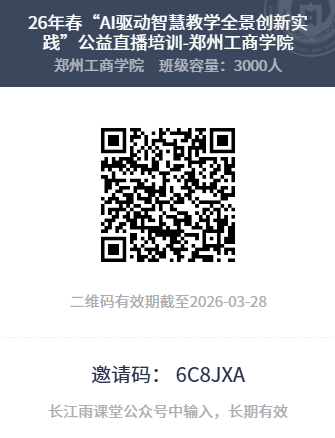 26年春“AI驱动智慧教学全景创新实
践”公益直播培训-郑州工商学院
郑州工商学院 班级容量：3000人
二维码有效期截至2026-03-28
邀请码： 6C8JXA
长江雨课堂公众号中输入，长期有效